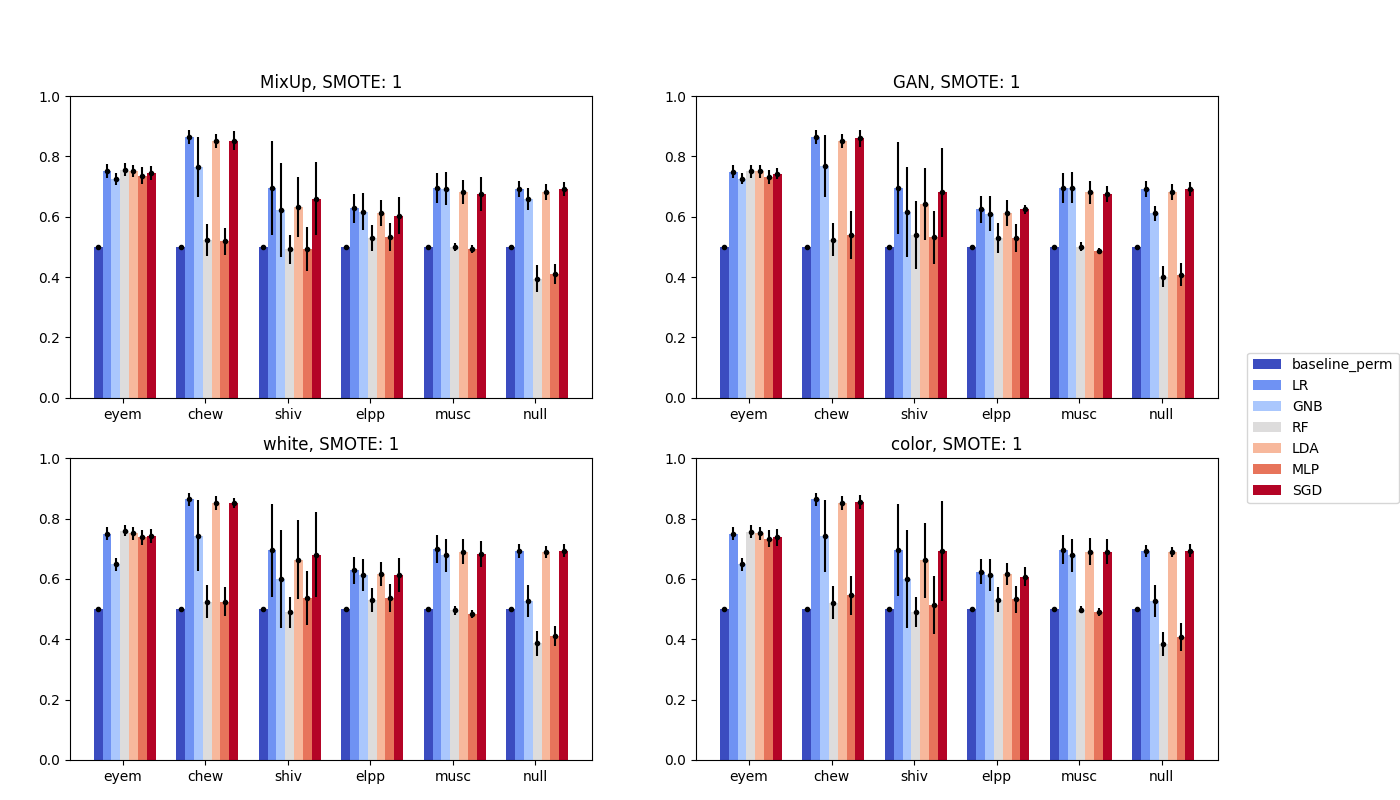 MixUp, SMOTE: 1
1.0
0.8
0.6
0.4
0.2
0.0
eyem chew shiv elpp musc null
GAN, SMOTE: 1
1.0
0.8
0.6
0.4
0.2
0.0
eyem chew shiv elpp musc null
white, SMOTE: 1
1.0
0.8
0.6
0.4
0.2
0.0
eyem chew shiv elpp musc null
color, SMOTE: 1
1.0
0.8
0.6
0.4
0.2
0.0
eyem chew shiv elpp musc null
baseline_perm
LR
GNB
RF
LDA
MLP
SGD